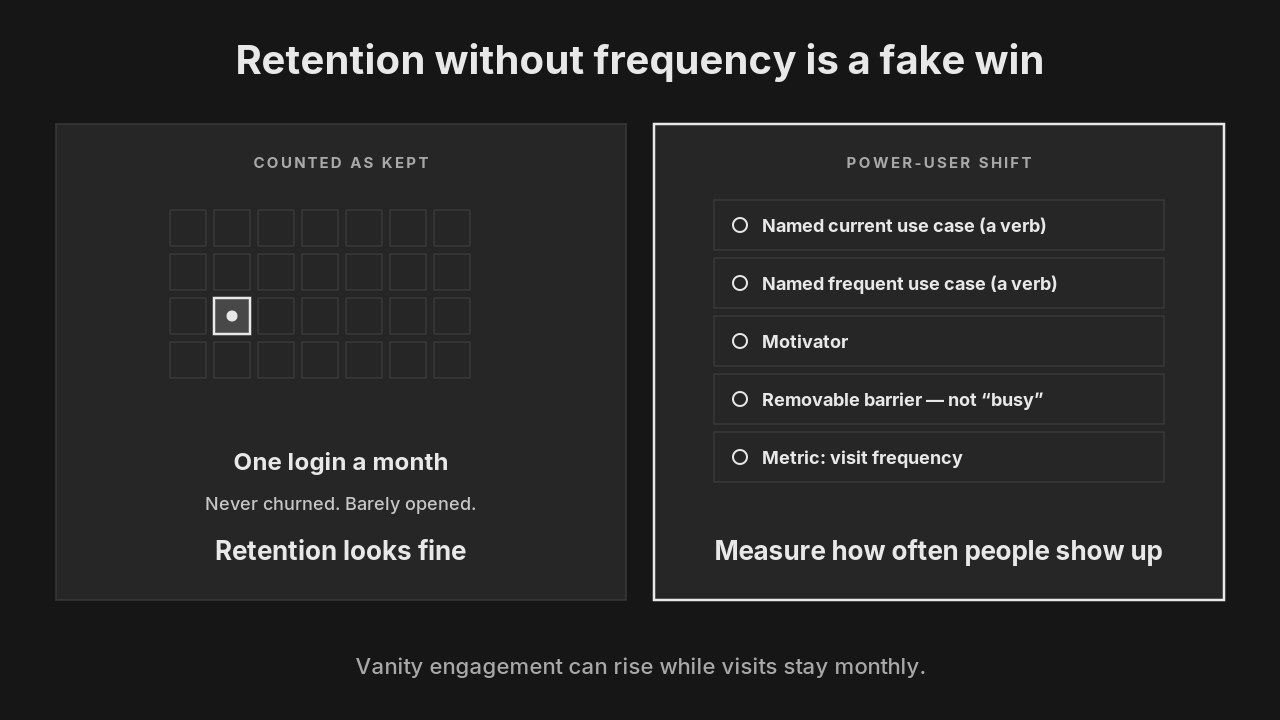 Retention without frequency is a fake win
COUNTED AS KEPT
One login a month
Never churned. Barely opened.
Retention looks fine
POWER-USER SHIFT
Named current use case (a verb)
Named frequent use case (a verb)
Motivator
Removable barrier — not “busy”
Metric: visit frequency
Measure how often people show up
Vanity engagement can rise while visits stay monthly.